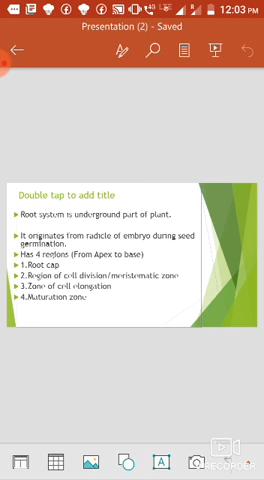 12:03 PM
Presentation (2) - Saved
Double tap to add title
Root system is underground part of plant.
It originates from radicle of embryo during seed
germination.
Has 4 regions (From Apex to base)
1.Root cap
2.Region of cell division/meristematic zone
3.Zone of cell elongation
4.Maturation zone
RECORDER